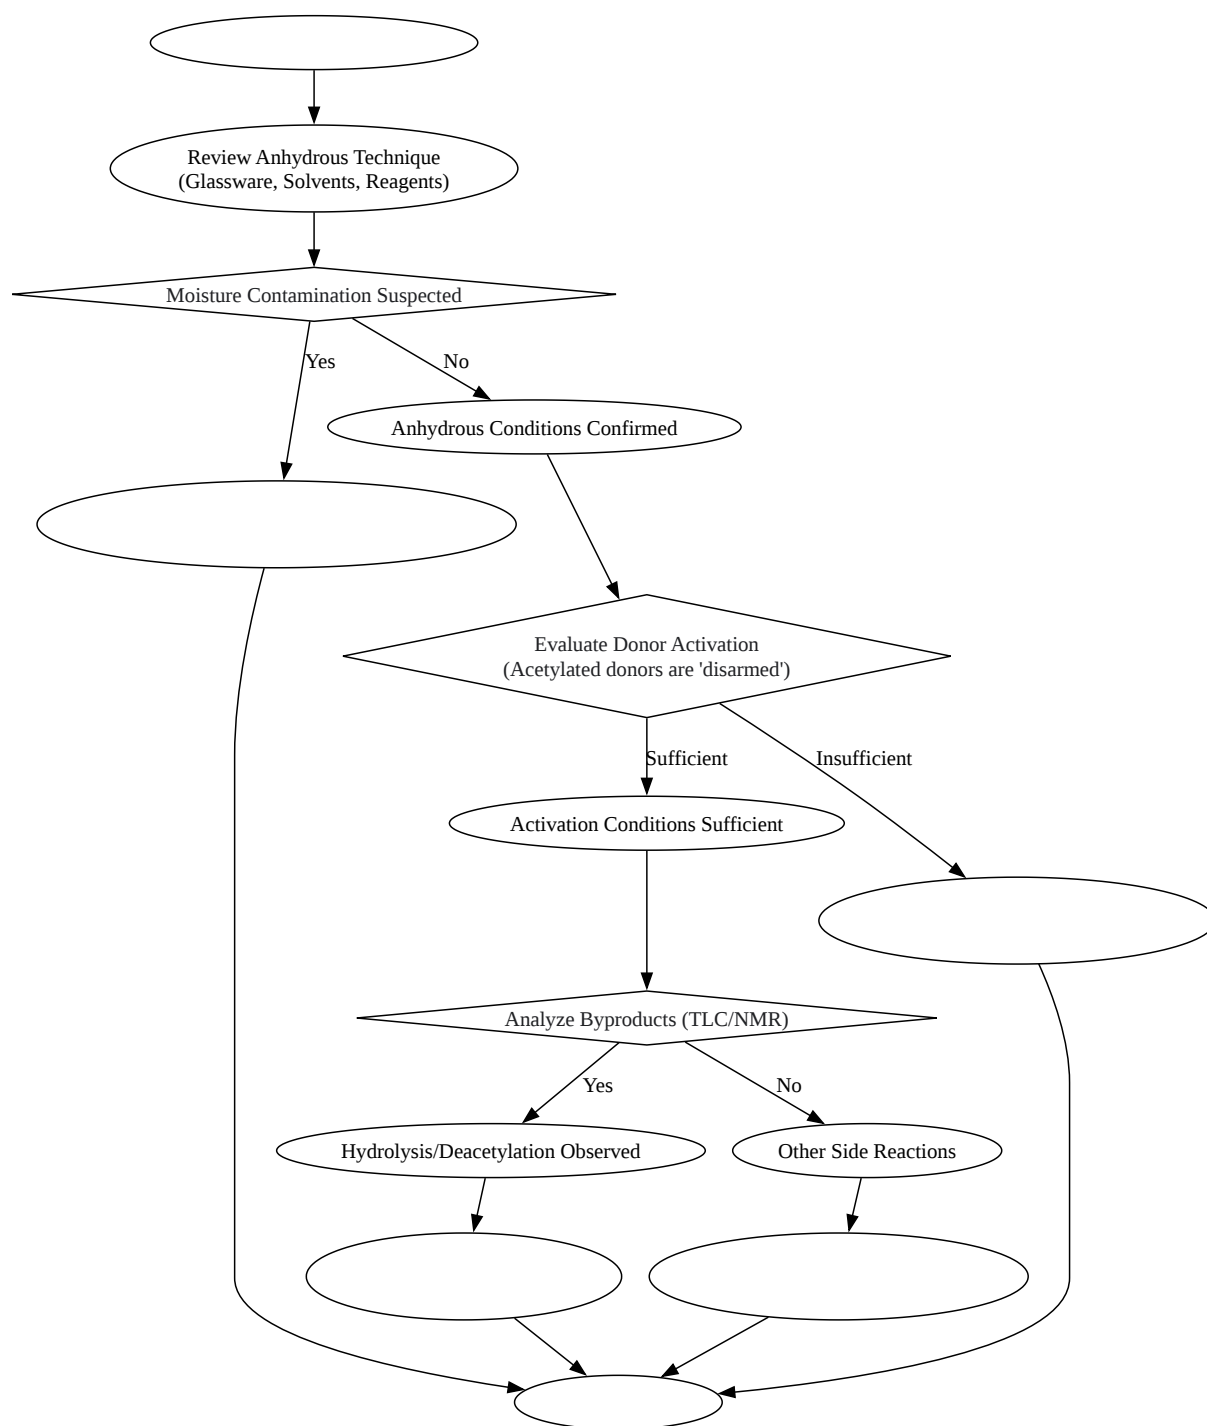 Review Anhydrous Technique
(Glassware, Solvents, Reagents)
Moisture Contamination Suspected
Yes
No
Anhydrous Conditions Confirmed
Evaluate Donor Activation
(Acetylated donors are 'disarmed')
Sufficient
Insufficient
Activation Conditions Sufficient
Analyze Byproducts (TLC/NMR)
Yes
No
Hydrolysis/Deacetylation Observed
Other Side Reactions